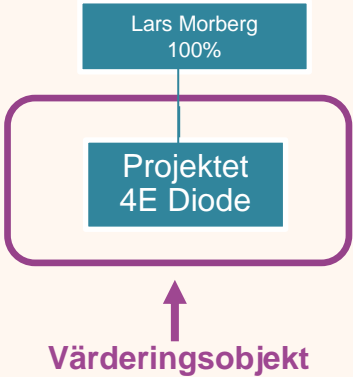 Lars Morberg
100%
Projektet
4E Diode
Värderingsobjekt